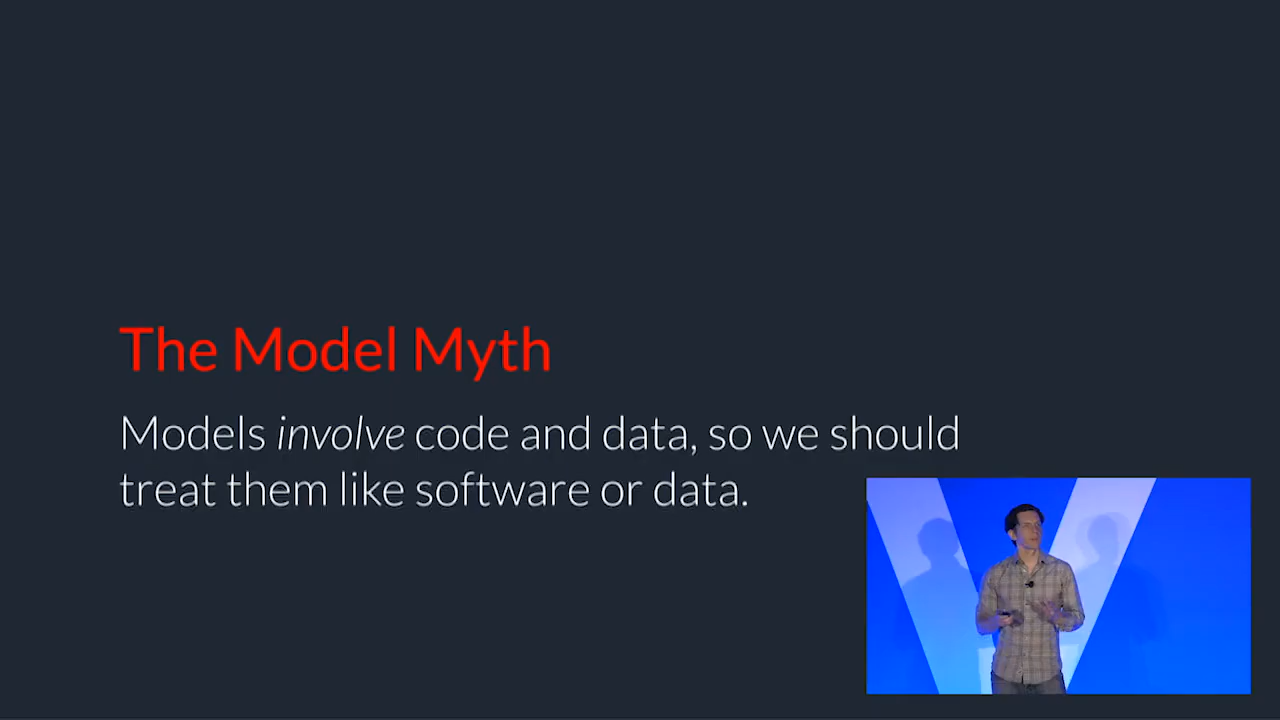 The Model Myth
Models involve code and data, so we should
treat them like software or data.